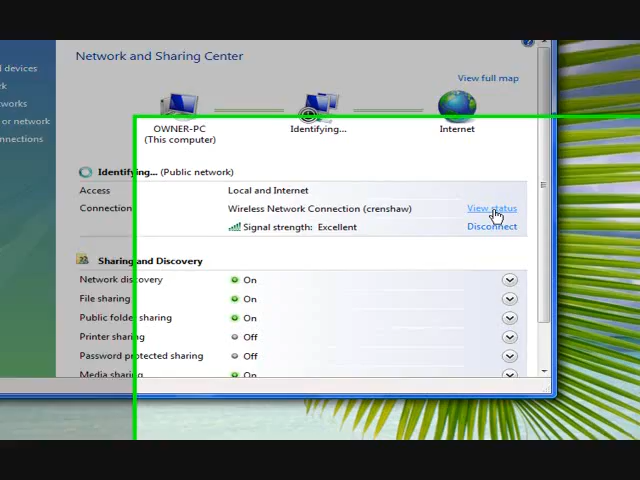 Network and Sharing Center
View full map
d devices
k
works
or network
onnections
OWNER-PC
(This computer)
Identifying...
Internet
Identifying... (Public network)
Access Local and Internet
Connection Wireless Network Connection (crenshaw) View status
Signal strength: Excellent Disconnect
Sharing and Discovery
Network discovery On
File sharing On
Public folder sharing On
Printer sharing Off
Password protected sharing Off
Media sharing On